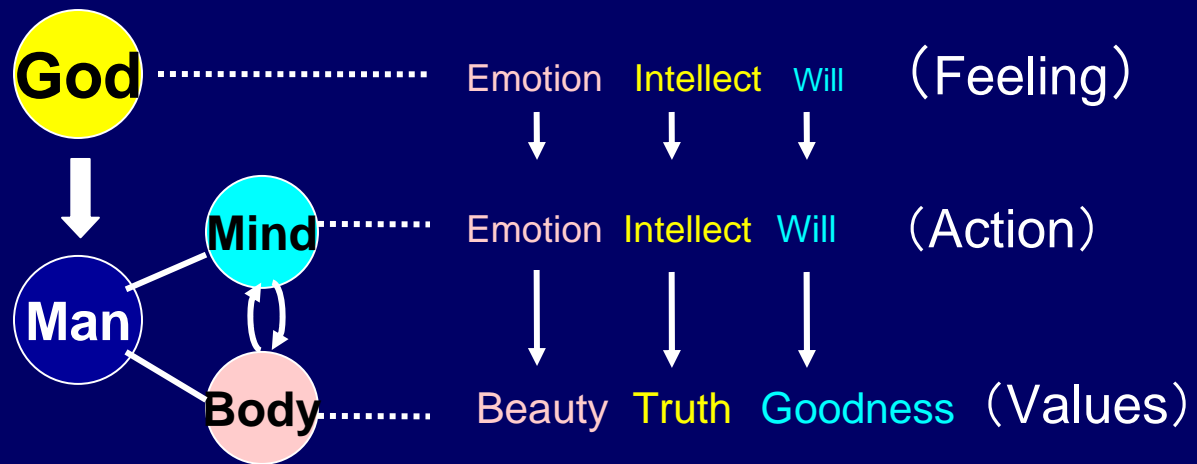 God Emotion Intellect Will （Feeling）
Mind Emotion Intellect Will （Action）
Man
Body Beauty Truth Goodness （Values）